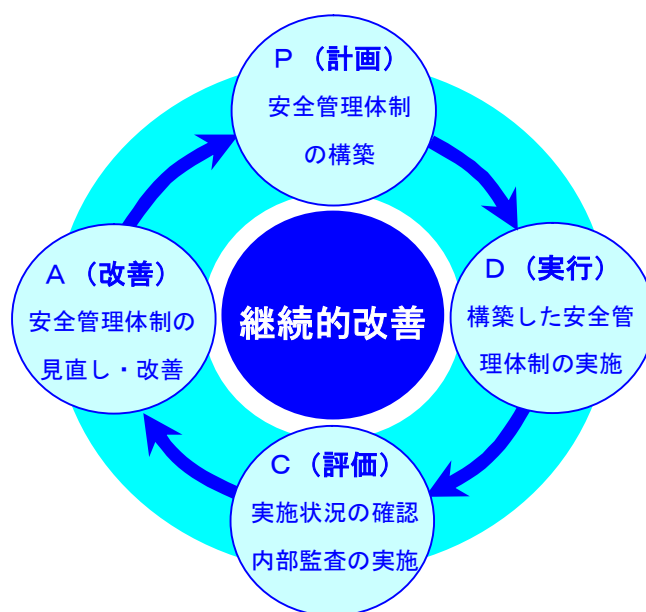 P（計画）
安全管理体制
の構築
D（実行）
構築した安全管
理体制の実施
C（評価）
実施状況の確認
内部監査の実施
A（改善）
安全管理体制の
見直し・改善
継続的改善